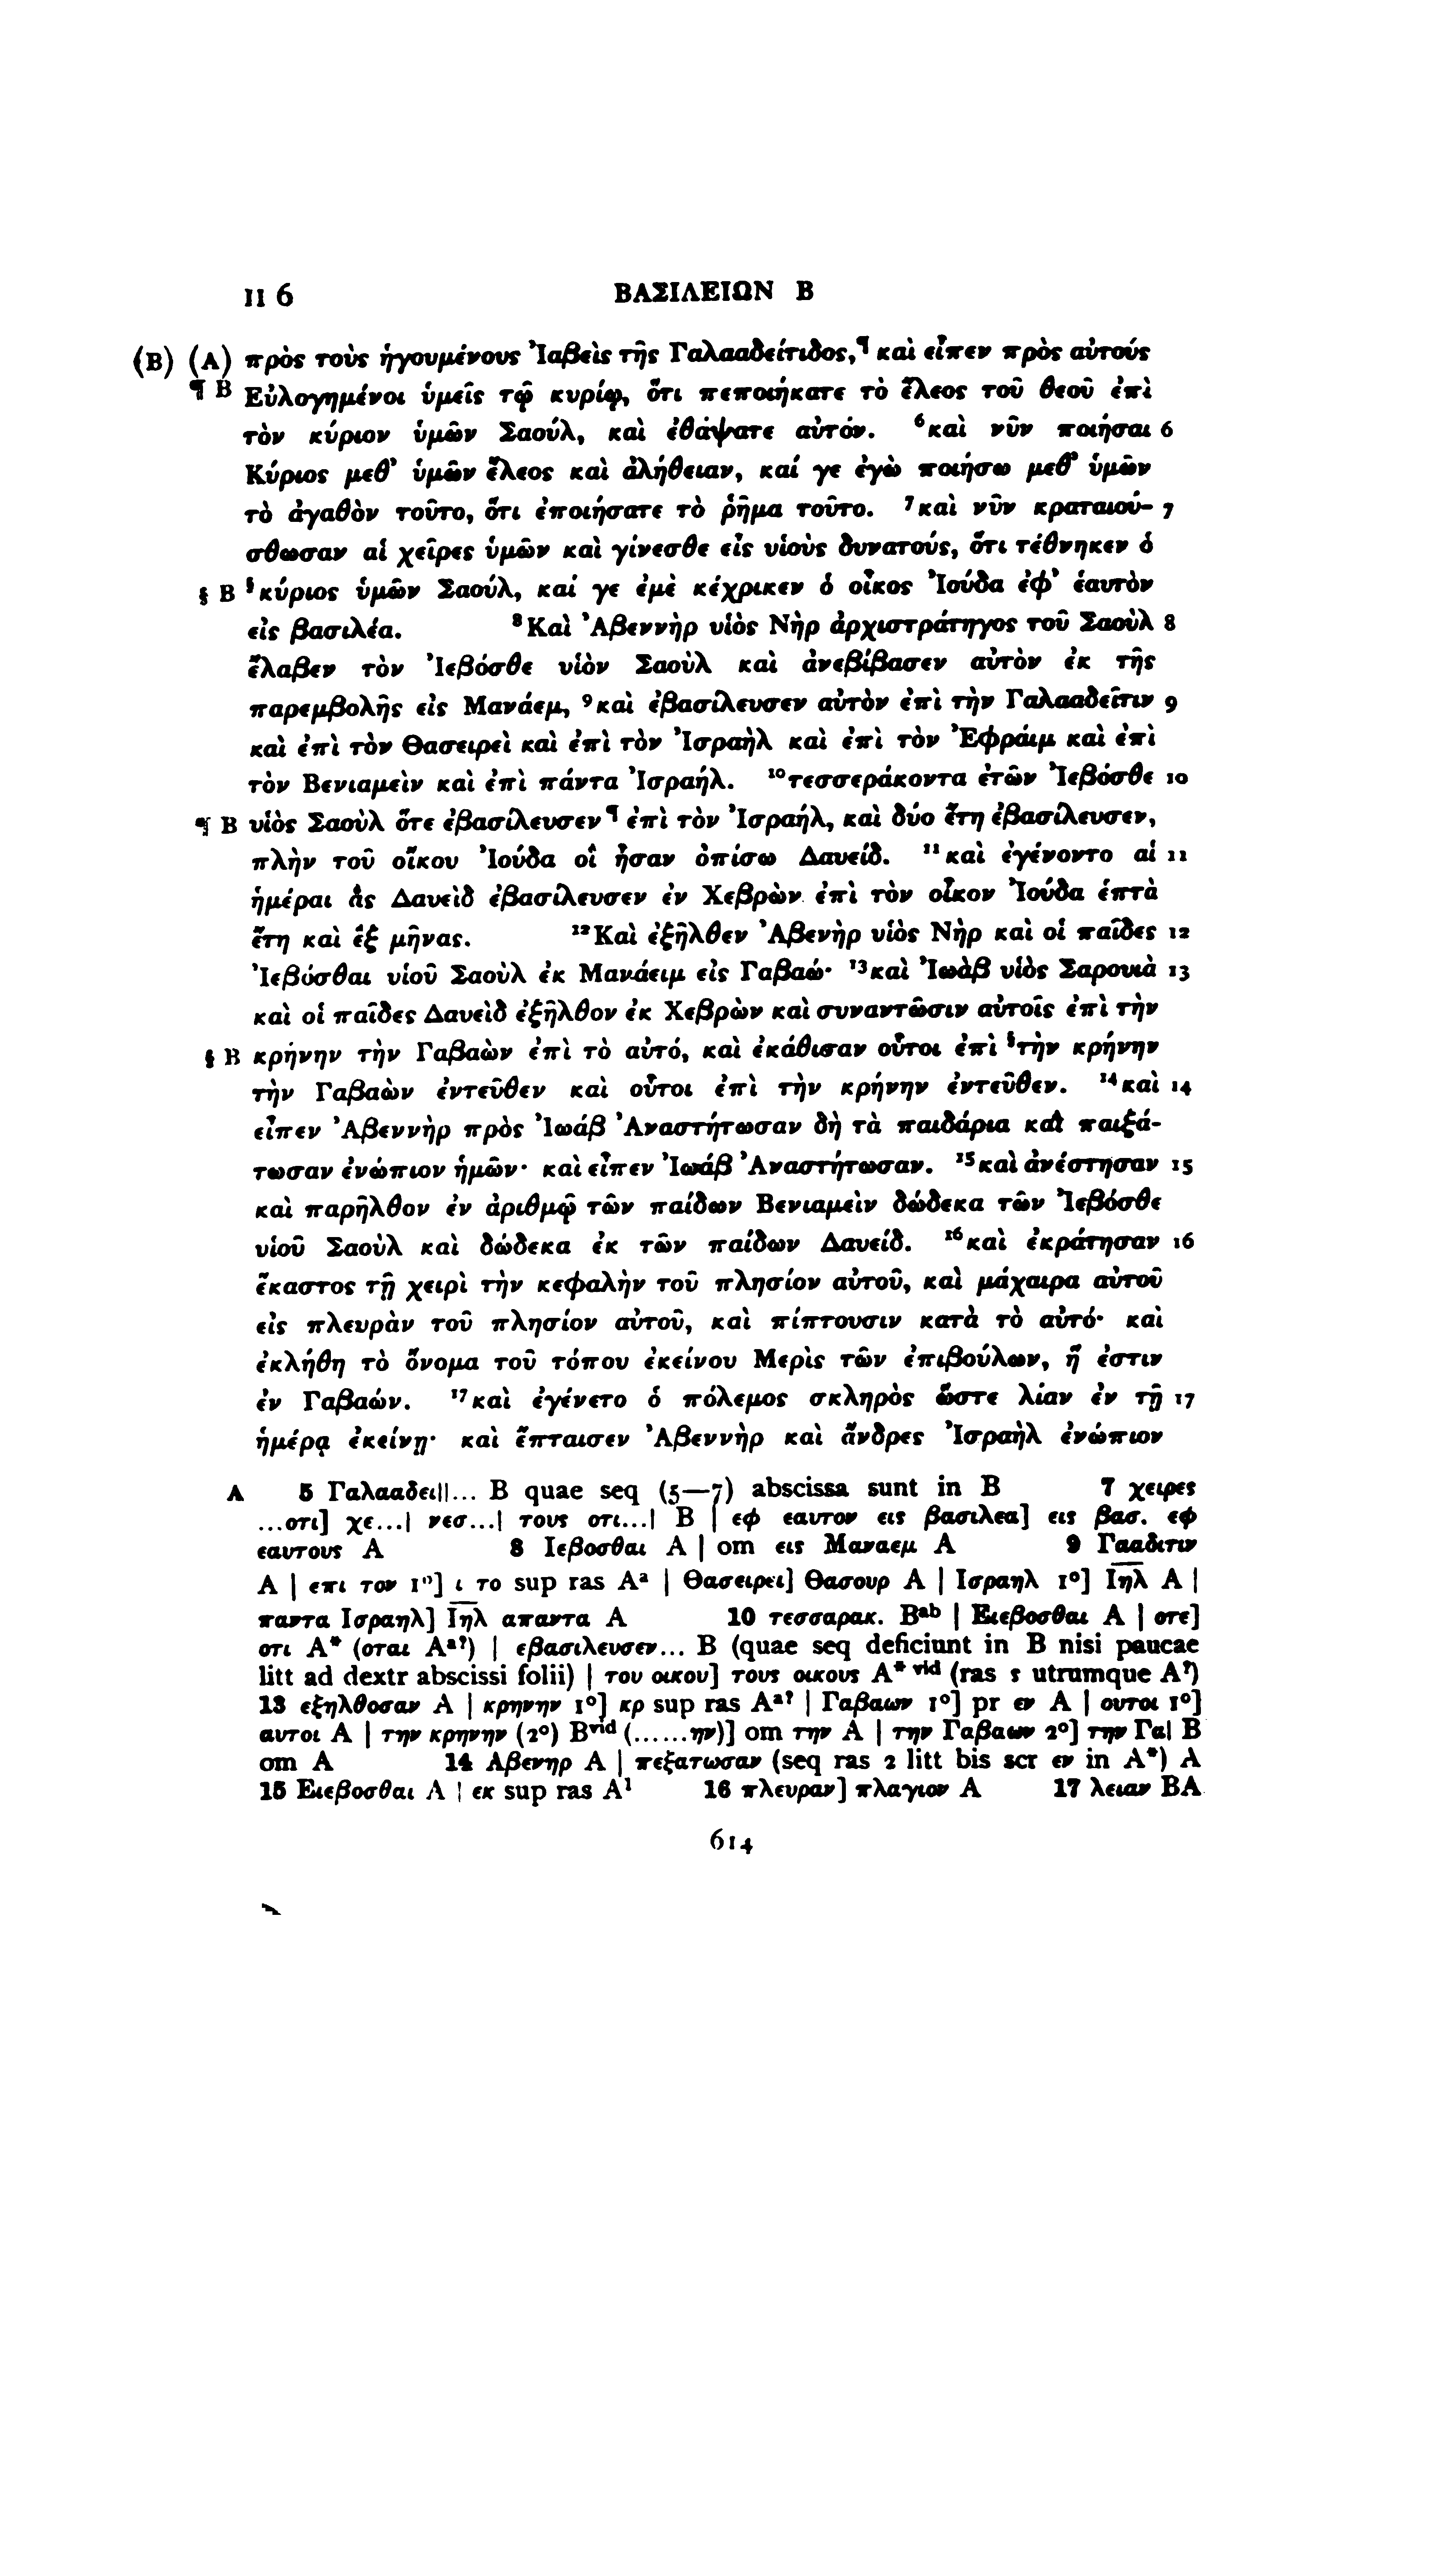 II 6 ΒΑΣΙΛΕΙΩΝ Β
(B) (A) πρὸς τοὺς ἡγουμένους Ἰαβεὶς τῆς Γαλααδείτιδος,¶ καὶ εἶπεν πρὸς αὐτούς
¶ B Εὐλογημένοι ὑμεῖς τῷ κυρίῳ, ὅτι πεποιήκατε τὸ ἔλεος τοῦ θεοῦ ἐπὶ
τὸν κύριον ὑμῶν Σαούλ, καὶ ἐθάψατε αὐτόν. ⁶καὶ νῦν ποιήσαι 6
Κύριος μεθ᾽ ὑμῶν ἔλεος καὶ ἀλήθειαν, καί γε ἐγὼ ποιήσω μεθ᾽ ὑμῶν
τὸ ἀγαθὸν τοῦτο, ὅτι ἐποιήσατε τὸ ῥῆμα τοῦτο. ⁷καὶ νῦν κραταιού- 7
σθωσαν αἱ χεῖρες ὑμῶν καὶ γίνεσθε εἰς υἱοὺς δυνατούς, ὅτι τέθνηκεν ὁ
§ B §κύριος ὑμῶν Σαούλ, καί γε ἐμὲ κέχρικεν ὁ οἶκος Ἰούδα ἐφ᾽ ἑαυτὸν
εἰς βασιλέα. ⁸Καὶ Ἀβεννὴρ υἱὸς Νὴρ ἀρχιστράτηγος τοῦ Σαοὺλ 8
ἔλαβεν τὸν Ἰεβόσθε υἱὸν Σαοὺλ καὶ ἀνεβίβασεν αὐτὸν ἐκ τῆς
παρεμβολῆς εἰς Μανάεμ, ⁹καὶ ἐβασίλευσεν αὐτὸν ἐπὶ τὴν Γαλααδεῖτιν 9
καὶ ἐπὶ τὸν Θασειρεὶ καὶ ἐπὶ τὸν Ἰσραὴλ καὶ ἐπὶ τὸν Ἐφράιμ καὶ ἐπὶ
τὸν Βενιαμεὶν καὶ ἐπὶ πάντα Ἰσραήλ. ¹⁰τεσσεράκοντα ἐτῶν Ἰεβόσθε 10
¶ B υἱὸς Σαοὺλ ὅτε ἐβασίλευσεν¶ ἐπὶ τὸν Ἰσραήλ, καὶ δύο ἔτη ἐβασίλευσεν,
πλὴν τοῦ οἴκου Ἰούδα οἳ ἦσαν ὀπίσω Δαυείδ. ¹¹καὶ ἐγένοντο αἱ 11
ἡμέραι ἃς Δαυεὶδ ἐβασίλευσεν ἐν Χεβρὼν ἐπὶ τὸν οἶκον Ἰούδα ἑπτὰ
ἔτη καὶ ἓξ μῆνας. ¹²Καὶ ἐξῆλθεν Ἀβενὴρ υἱὸς Νὴρ καὶ οἱ παῖδες 12
Ἰεβόσθαι υἱοῦ Σαοὺλ ἐκ Μανάειμ εἰς Γαβαώ· ¹³καὶ Ἰωὰβ υἱὸς Σαρουιὰ 13
καὶ οἱ παῖδες Δαυεὶδ ἐξῆλθον ἐκ Χεβρὼν καὶ συναντῶσιν αὐτοῖς ἐπὶ τὴν
§ B κρήνην τὴν Γαβαὼν ἐπὶ τὸ αὐτό, καὶ ἐκάθισαν οὗτοι ἐπὶ §τὴν κρήνην
τὴν Γαβαὼν ἐντεῦθεν καὶ οὗτοι ἐπὶ τὴν κρήνην ἐντεῦθεν. ¹⁴καὶ 14
εἶπεν Ἀβεννὴρ πρὸς Ἰωάβ Ἀναστήτωσαν δὴ τὰ παιδάρια καὶ παιξά-
τωσαν ἐνώπιον ἡμῶν· καὶ εἶπεν Ἰωάβ Ἀναστήτωσαν. ¹⁵καὶ ἀνέστησαν 15
καὶ παρῆλθον ἐν ἀριθμῷ τῶν παίδων Βενιαμεὶν δώδεκα τῶν Ἰεβόσθε
υἱοῦ Σαοὺλ καὶ δώδεκα ἐκ τῶν παίδων Δαυείδ. ¹⁶καὶ ἐκράτησαν 16
ἕκαστος τῇ χειρὶ τὴν κεφαλὴν τοῦ πλησίον αὐτοῦ, καὶ μάχαιρα αὐτοῦ
εἰς πλευρὰν τοῦ πλησίον αὐτοῦ, καὶ πίπτουσιν κατὰ τὸ αὐτό· καὶ
ἐκλήθη τὸ ὄνομα τοῦ τόπου ἐκείνου Μερὶς τῶν ἐπιβούλων, ἥ ἐστιν
ἐν Γαβαών. ¹⁷καὶ ἐγένετο ὁ πόλεμος σκληρὸς ὥστε λίαν ἐν τῇ 17
ἡμέρᾳ ἐκείνῃ· καὶ ἔπταισεν Ἀβεννὴρ καὶ ἄνδρες Ἰσραὴλ ἐνώπιον
A 5 Γαλααδει||... B quae seq (5—7) abscissa sunt in B 7 χειρες
...οτι] χε...| νεσ...| τους οτι...| B | εφ εαυτον εις βασιλεα] εις βασ. εφ
εαυτους A 8 Ιεβοσθαι A | om εις Μαναεμ A 9 Γααδιτιν
A | επι τον 1º] ι το sup ras Aᵃ | Θασειρει] Θασουρ A | Ισραηλ 1º] Ιη̅λ̅ A |
παντα Ισραηλ] Ιη̅λ̅ απαντα A 10 τεσσαρακ. Bᵃᵇ | Ειεβοσθαι A | οτε]
οτι A* (οται Aᵃ?) | εβασιλευσεν... B (quae seq deficiunt in B nisi paucae
litt ad dextr abscissi folii) | του οικου] τους οικους A* ᵛⁱᵈ (ras s utrumque A?)
13 εξηλθοσαν A | κρηνην 1º] κρ sup ras Aᵃ? | Γαβαων 1º] pr εν A | ουτοι 1º]
αυτοι A | την κρηνην (2º) Bᵛⁱᵈ (......ην)] om την A | την Γαβαων 2º] την Γα| B
om A 14 Αβενηρ A | πεξατωσαν (seq ras 2 litt bis scr εν in A*) A
15 Ειεβοσθαι A | εκ sup ras A¹ 16 πλευραν] πλαγιον A 17 λειαν BA
614